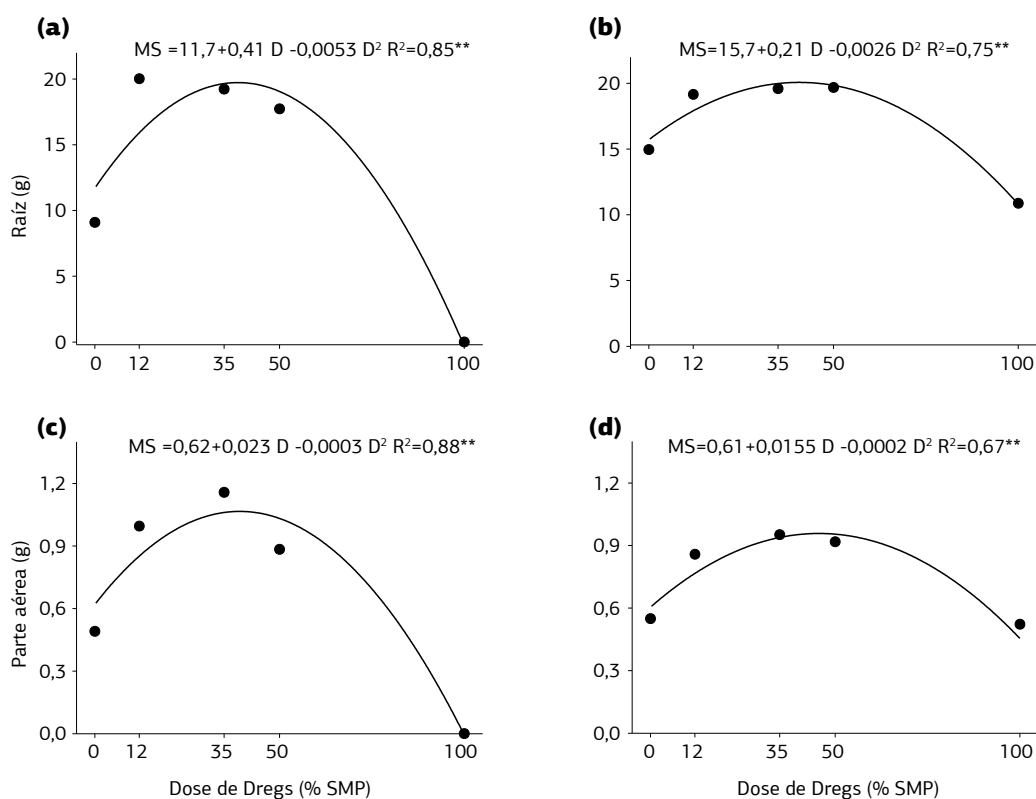 (a)
MS =11,7+0,41 D -0,0053 D² R²=0,85**
20
15
10
5
0
Raíz (g)
0 12 35 50 100
(b)
MS=15,7+0,21 D -0,0026 D² R²=0,75**
20
15
10
5
0
0 12 35 50 100
(c)
MS =0,62+0,023 D -0,0003 D² R²=0,88**
1,2
0,9
0,6
0,3
0,0
Parte aérea (g)
0 12 35 50 100
Dose de Dregs (% SMP)
(d)
MS=0,61+0,0155 D -0,0002 D² R²=0,67**
1,2
0,9
0,6
0,3
0,0
0 12 35 50 100
Dose de Dregs (% SMP)